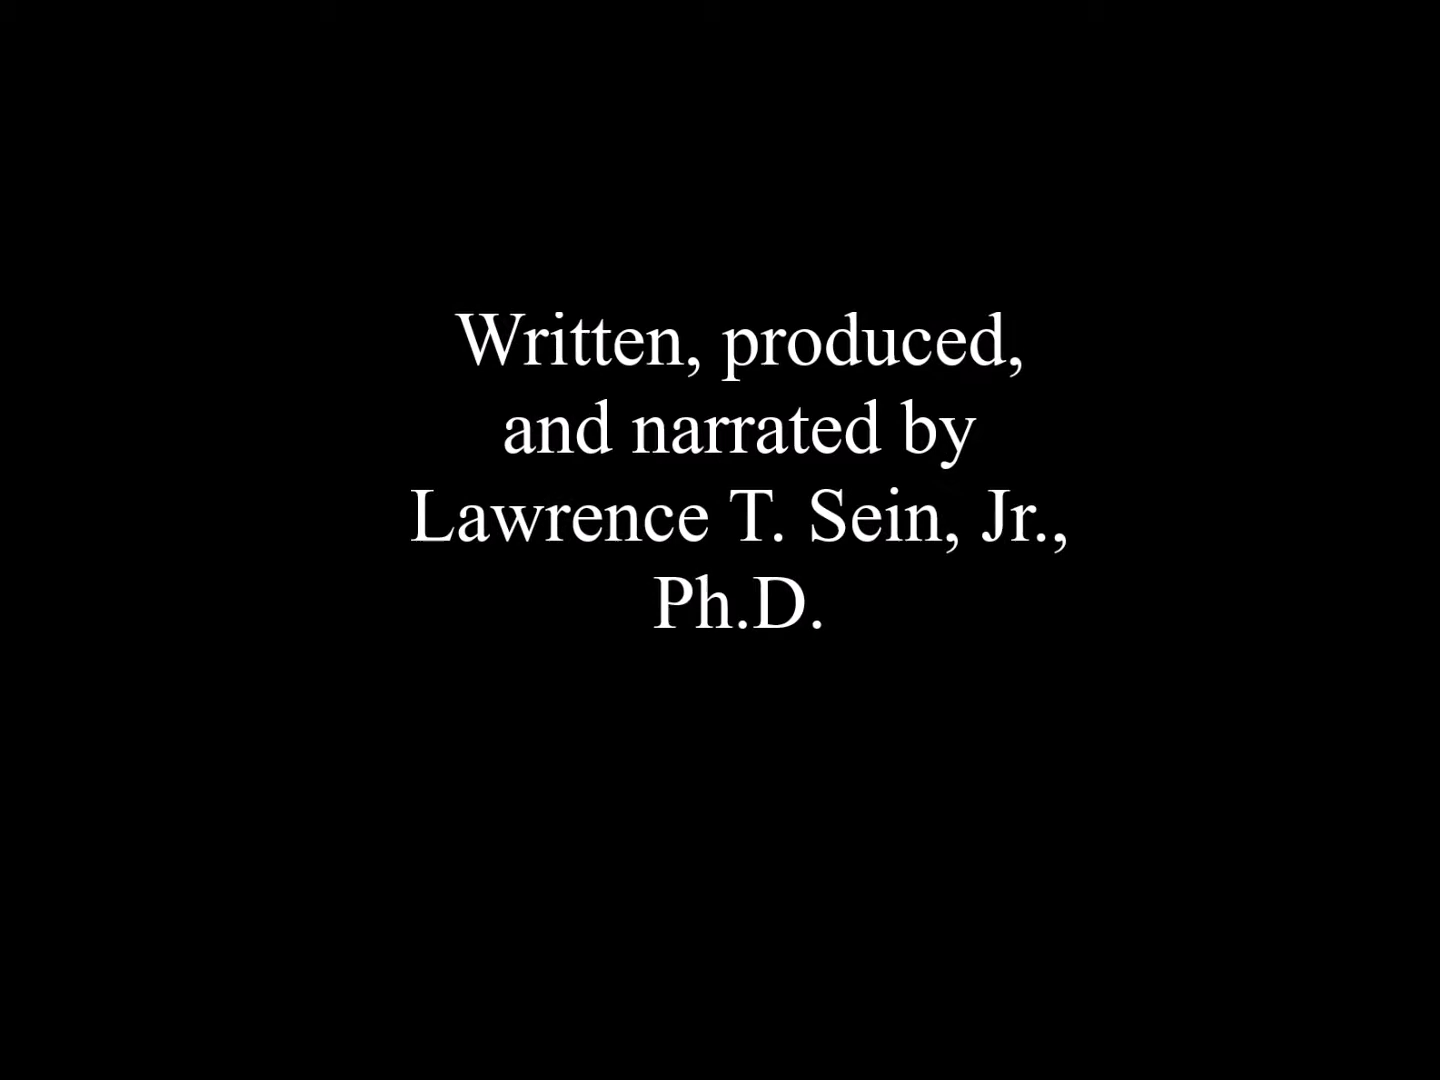 Written, produced,
and narrated by
Lawrence T. Sein, Jr.,
Ph.D.